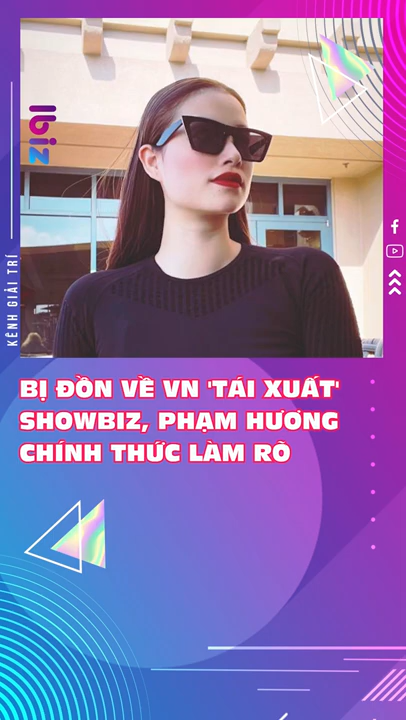 Ibiz
KÊNH GIẢI TRÍ
BỊ ĐỒN VỀ VN 'TÁI XUẤT'
SHOWBIZ, PHẠM HƯƠNG
CHÍNH THỨC LÀM RÕ